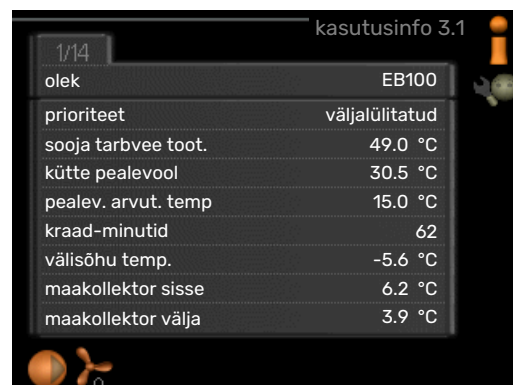 kasutusinfo 3.1
1/14
olek EB100
prioriteet väljalülitatud
sooja tarbvee toot. 49.0 °C
kütte pealevool 30.5 °C
pealev. arvut. temp 15.0 °C
kraad-minutid 62
välisõhu temp. -5.6 °C
maakollektor sisse 6.2 °C
maakollektor välja 3.9 °C
0